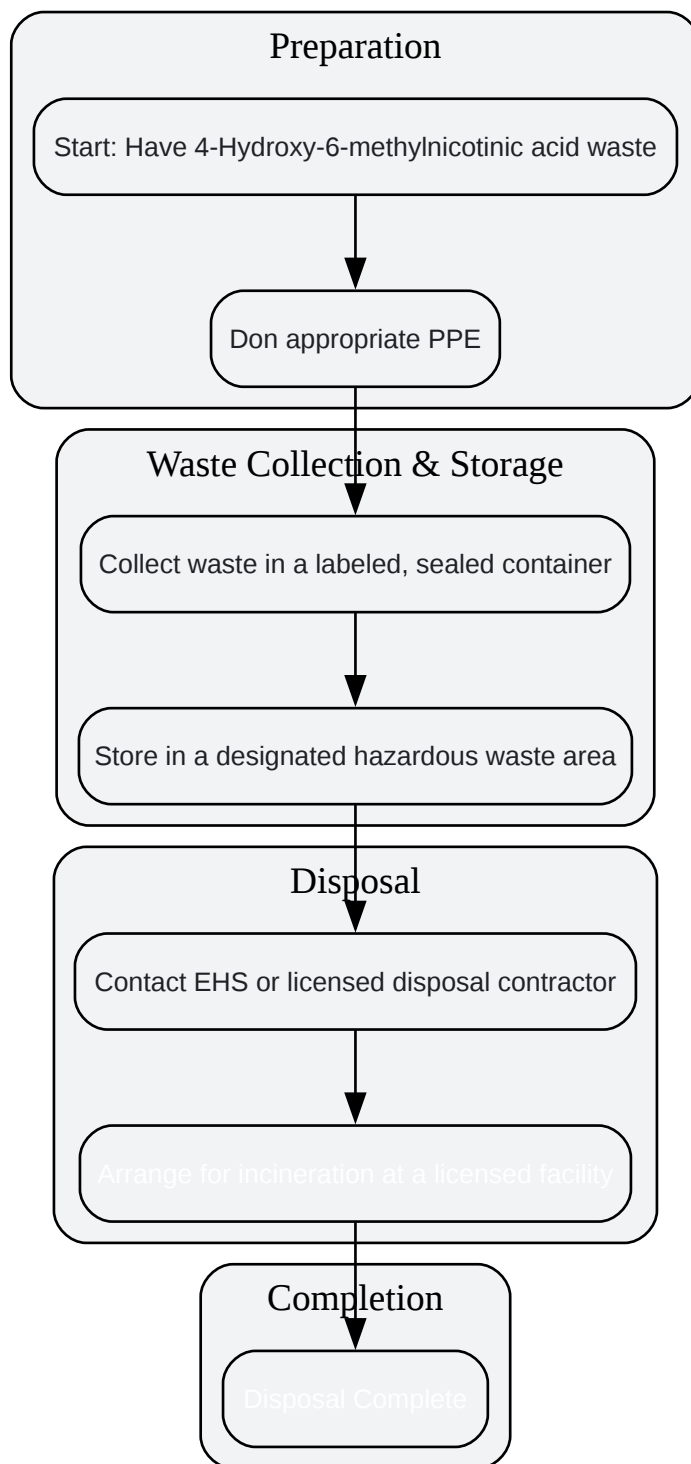 Preparation
Start: Have 4-Hydroxy-6-methylnicotinic acid waste
Don appropriate PPE
Waste Collection & Storage
Collect waste in a labeled, sealed container
Store in a designated hazardous waste area
Disposal
Contact EHS or licensed disposal contractor
Arrange for incineration at a licensed facility
Completion
Disposal Complete